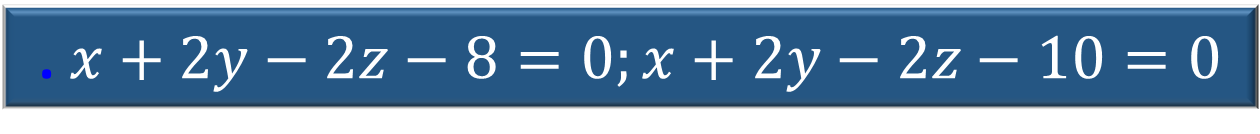 . x + 2y − 2z − 8 = 0; x + 2y − 2z − 10 = 0